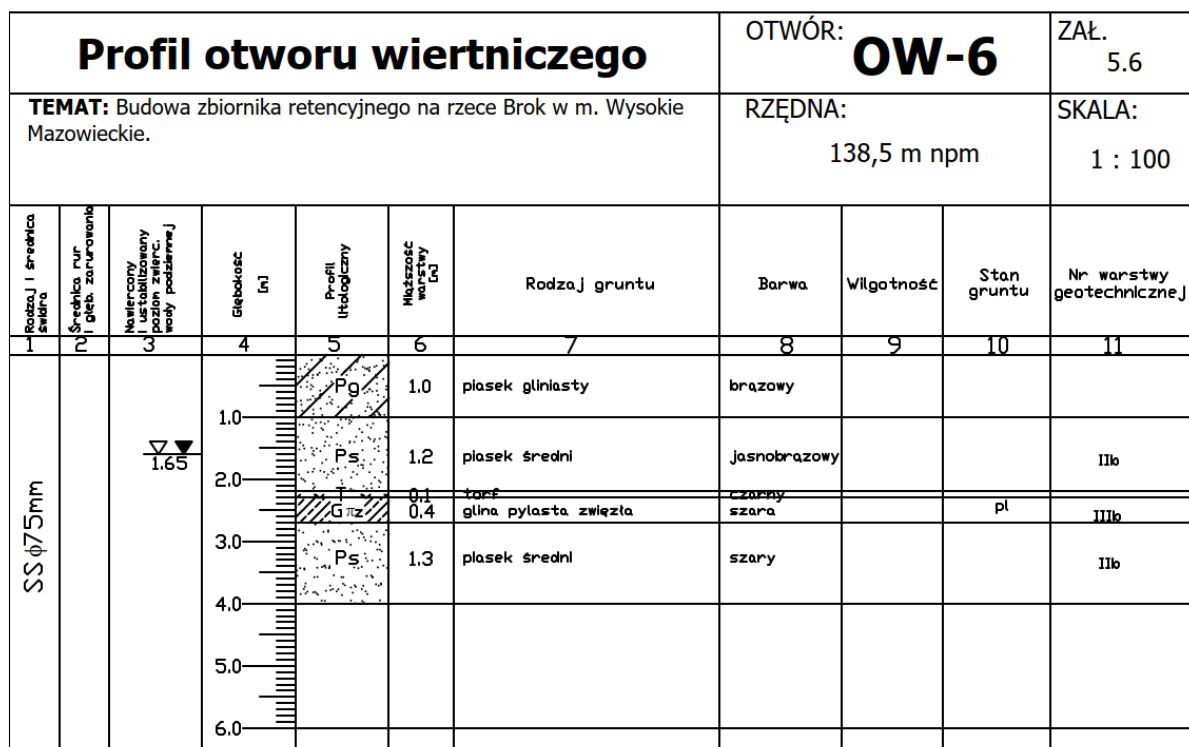 Profil otworu wiertniczego
OTWÓR:
OW-6
ZAŁ.
5.6
TEMAT: Budowa zbiornika retencyjnego na rzece Brok w m. Wysokie
Mazowieckie.
RZĘDNA:
138,5 m npm
SKALA:
1 : 100
Rodzaj i średnica
świdra
Średnica rur
i głęb. zarurowania
Nawiercony
i ustabilizowany
poziom zwierc.
wody podziemnej
Głębokość
[m]
Profil
litologiczny
Miąższość
warstwy
[m]
Rodzaj gruntu
Barwa
Wilgotność
Stan
gruntu
Nr warstwy
geotechnicznej
1 2 3 4 5 6 7 8 9 10 11
SSϕ75mm
Pg 1.0 piasek gliniasty brązowy
1.0
1.65
Ps 1.2 piasek średni jasnobrązowy IIb
2.0
T 0.1 torf czarny
Gπz 0.4 glina pylasta zwięzła szara pl IIIb
3.0
Ps 1.3 piasek średni szary IIb
4.0
5.0
6.0